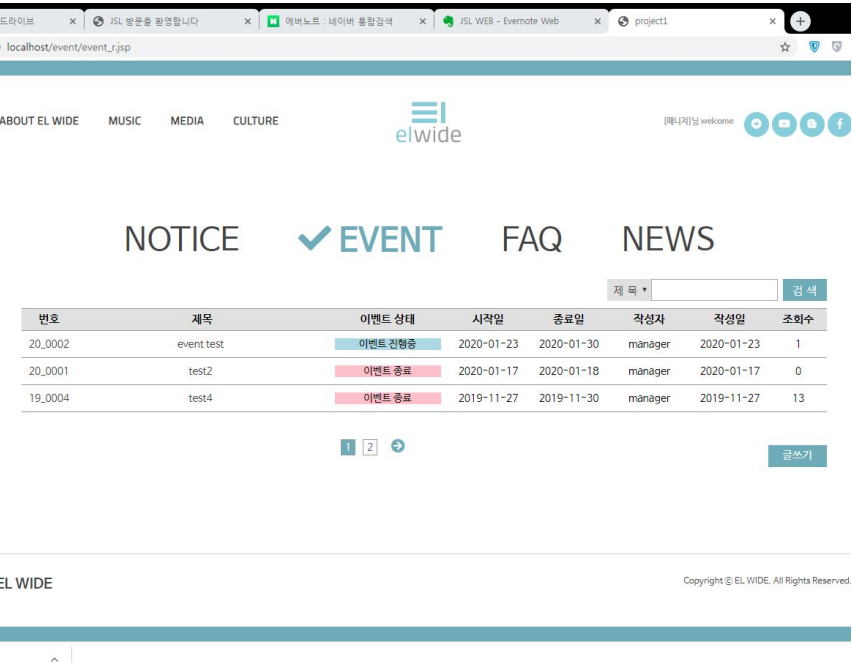 드라이브
JSL 방문을 환영합니다
에버노트 : 네이버 통합검색
JSL WEB - Evernote Web
project1
localhost/event/event_r.jsp
ABOUT EL WIDE MUSIC MEDIA CULTURE
elwide
[매니저]님 welcome
NOTICE EVENT FAQ NEWS
제 목 검 색
번호 제목 이벤트 상태 시작일 종료일 작성자 작성일 조회수
20_0002 event test 이벤트 진행중 2020-01-23 2020-01-30 manager 2020-01-23 1
20_0001 test2 이벤트 종료 2020-01-17 2020-01-18 manager 2020-01-17 0
19_0004 test4 이벤트 종료 2019-11-27 2019-11-30 manager 2019-11-27 13
1 2
글쓰기
EL WIDE
Copyright © EL WIDE. All Rights Reserved.